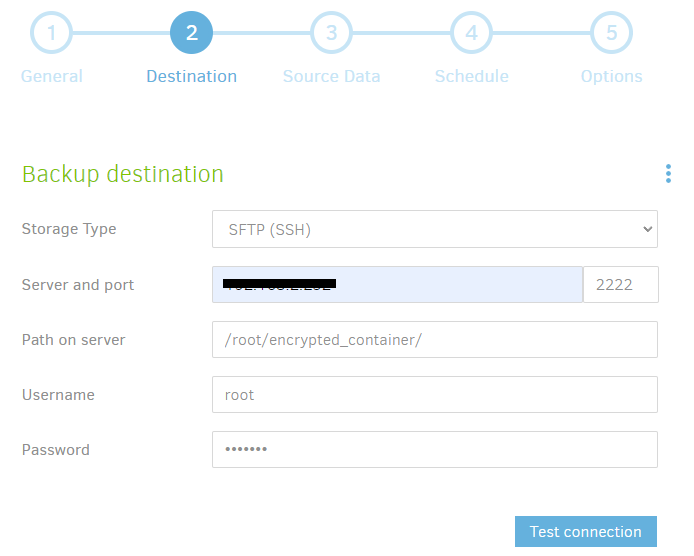 1 2 3 4 5
General Destination Source Data Schedule Options
Backup destination
Storage Type SFTP (SSH)
Server and port 2222
Path on server /root/encrypted_container/
Username root
Password •••••••
Test connection